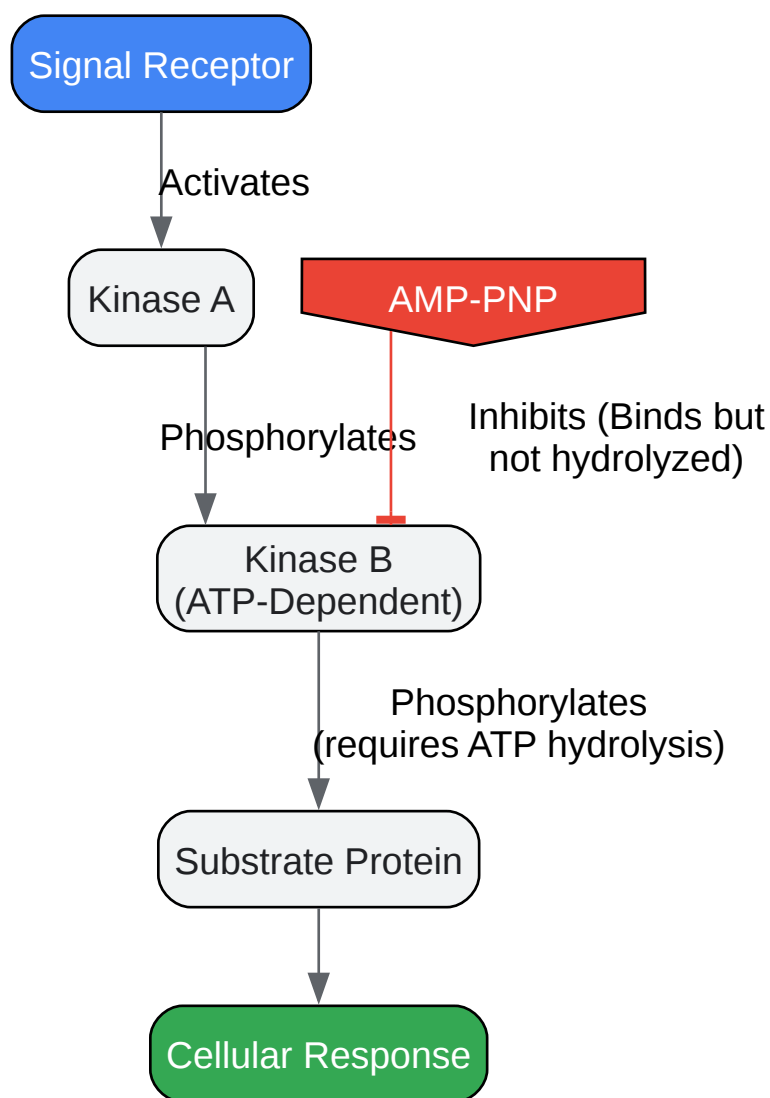 Signal Receptor
Activates
Kinase A
AMP-PNP
Phosphorylates
Inhibits (Binds but
not hydrolyzed)
Kinase B
(ATP-Dependent)
Phosphorylates
(requires ATP hydrolysis)
Substrate Protein
Cellular Response